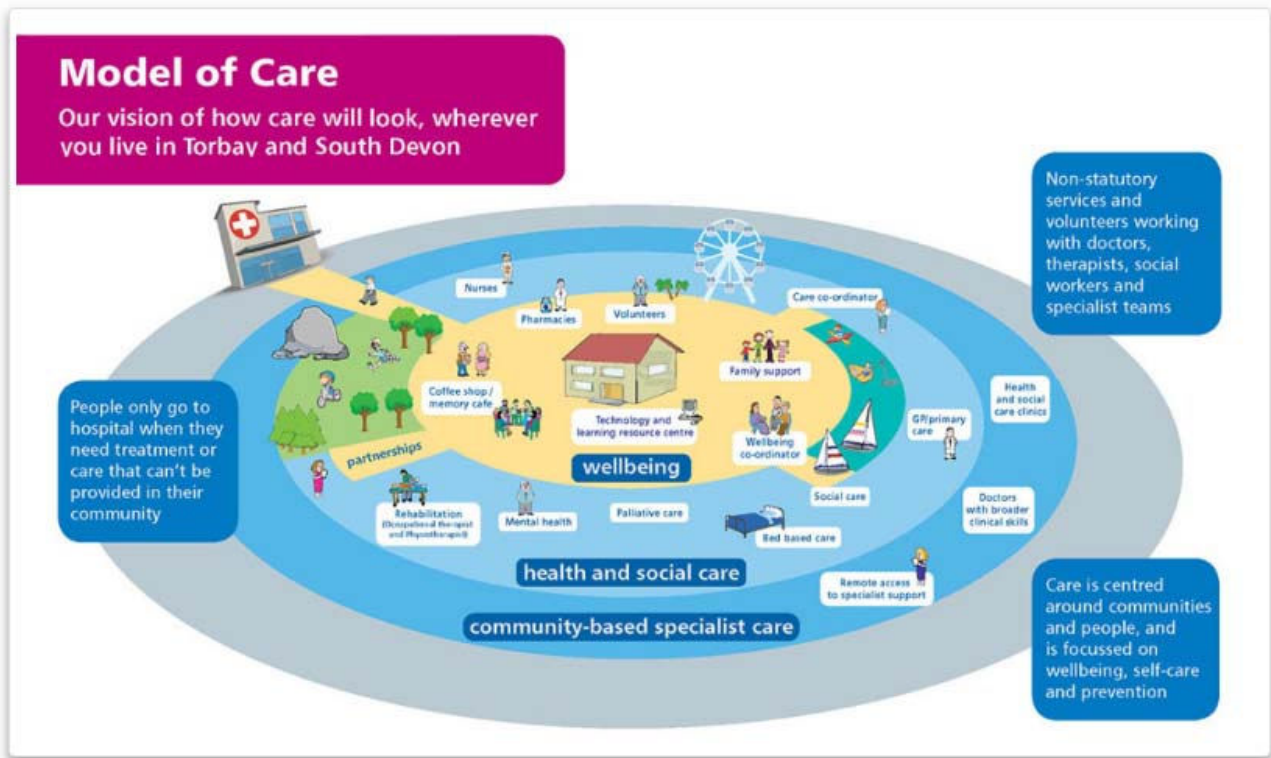 Model of Care
Our vision of how care will look, wherever
you live in Torbay and South Devon
Non-statutory
services and
volunteers working
with doctors,
therapists, social
workers and
specialist teams
People only go to
hospital when they
need treatment or
care that can't be
provided in their
community
Nurses
Pharmacies
Volunteers
Care co-ordinator
Coffee shop /
memory cafe
Family support
Technology and
learning resource centre
Wellbeing
co-ordinator
GP/primary
care
Health
and social
care clinics
partnerships
wellbeing
Rehabilitation
(Occupational therapist
and Physiotherapist)
Mental health
Palliative care
Bed based care
Social care
Doctors
with broader
clinical skills
health and social care
Remote access
to specialist support
community-based specialist care
Care is centred
around communities
and people, and
is focussed on
wellbeing, self-care
and prevention